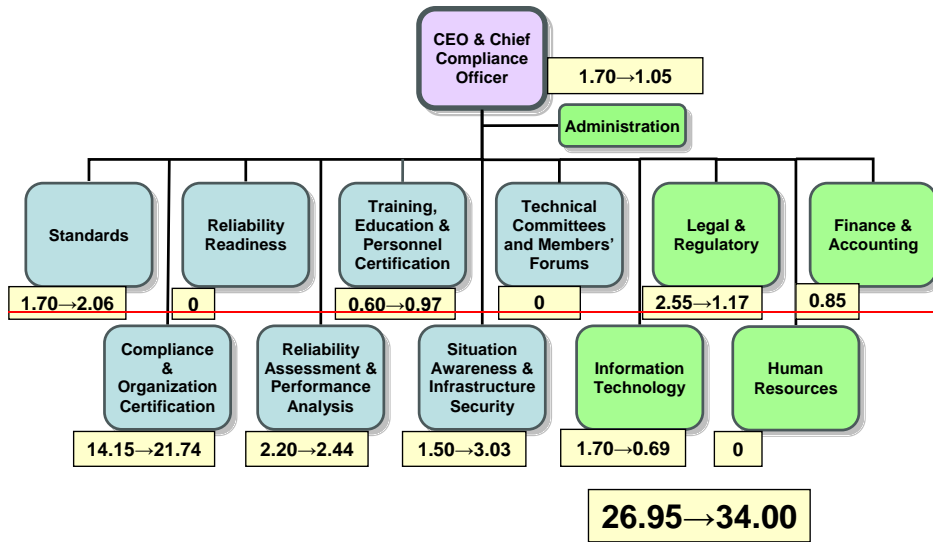 CEO & Chief
Compliance
Officer
1.70→1.05
Administration
Standards
1.70→2.06
Reliability
Readiness
0
Training,
Education &
Personnel
Certification
0.60→0.97
Technical
Committees
and Members’
Forums
0
Legal &
Regulatory
2.55→1.17
Finance &
Accounting
0.85
Compliance
&
Organization
Certification
14.15→21.74
Reliability
Assessment &
Performance
Analysis
2.20→2.44
Situation
Awareness &
Infrastructure
Security
1.50→3.03
Information
Technology
1.70→0.69
Human
Resources
0
26.95→34.00